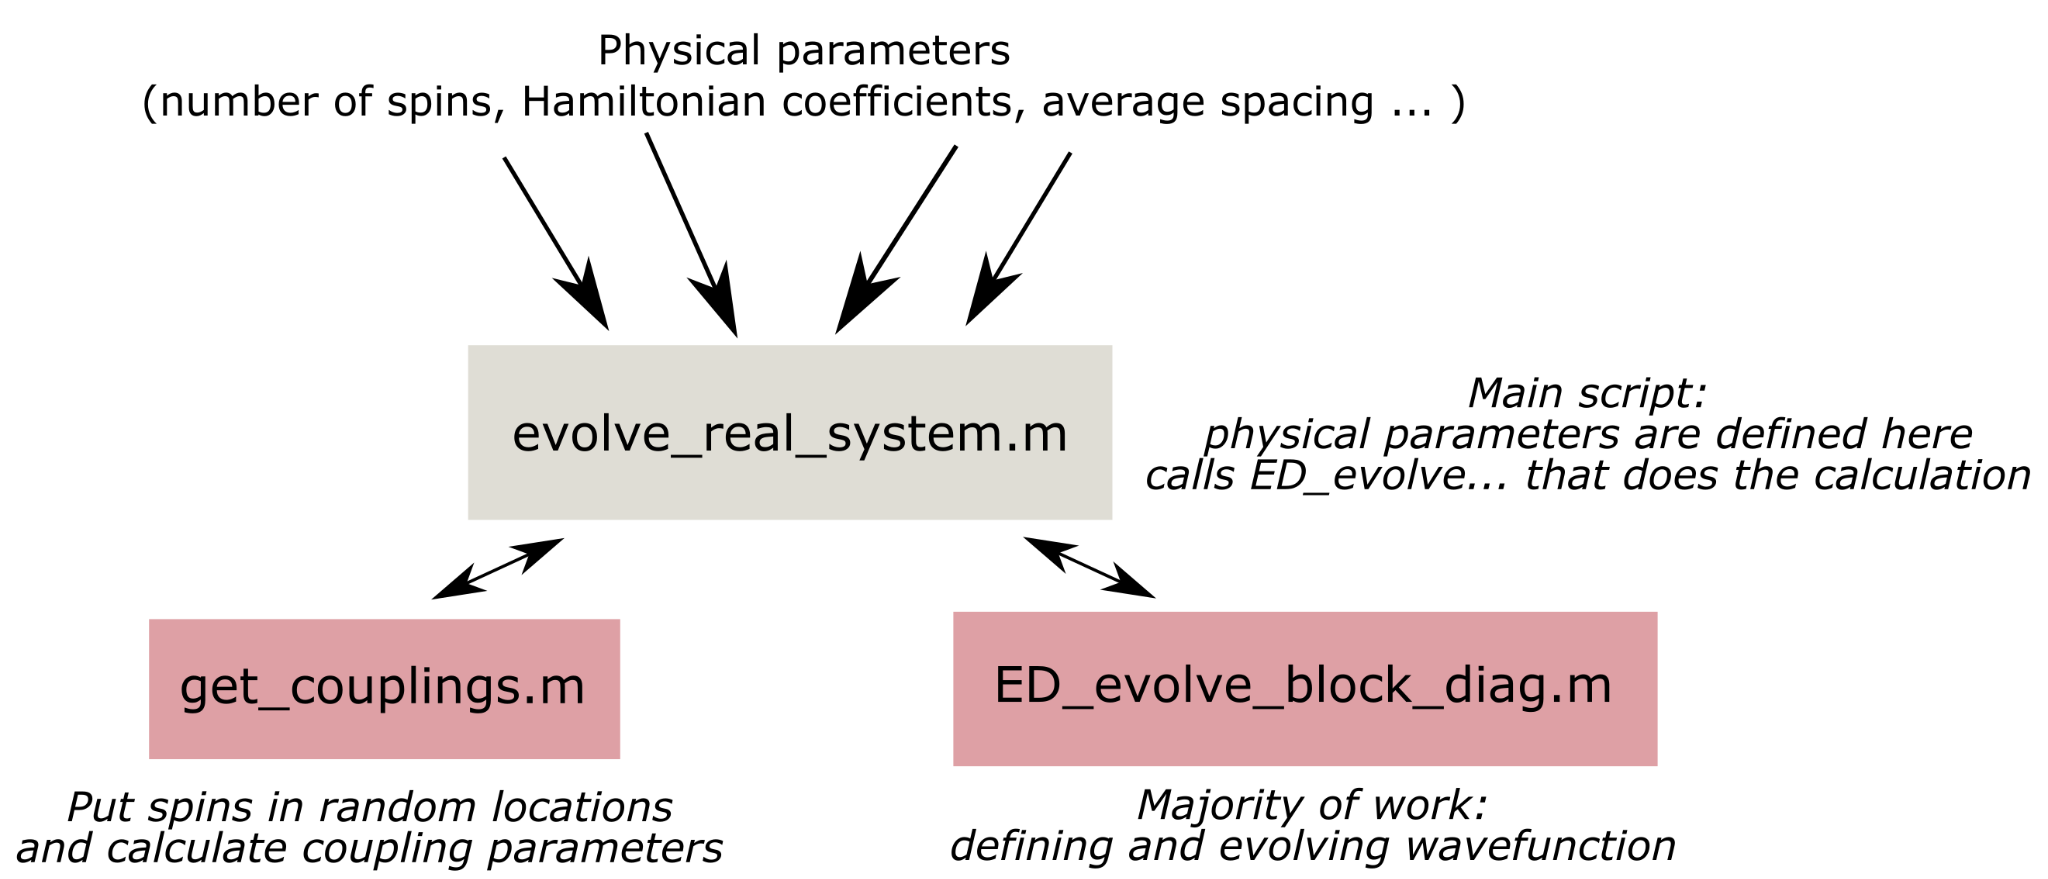 Physical parameters
(number of spins, Hamiltonian coefficients, average spacing ... )
evolve_real_system.m
Main script:
physical parameters are defined here
calls ED_evolve... that does the calculation
get_couplings.m
ED_evolve_block_diag.m
Put spins in random locations
and calculate coupling parameters
Majority of work:
defining and evolving wavefunction